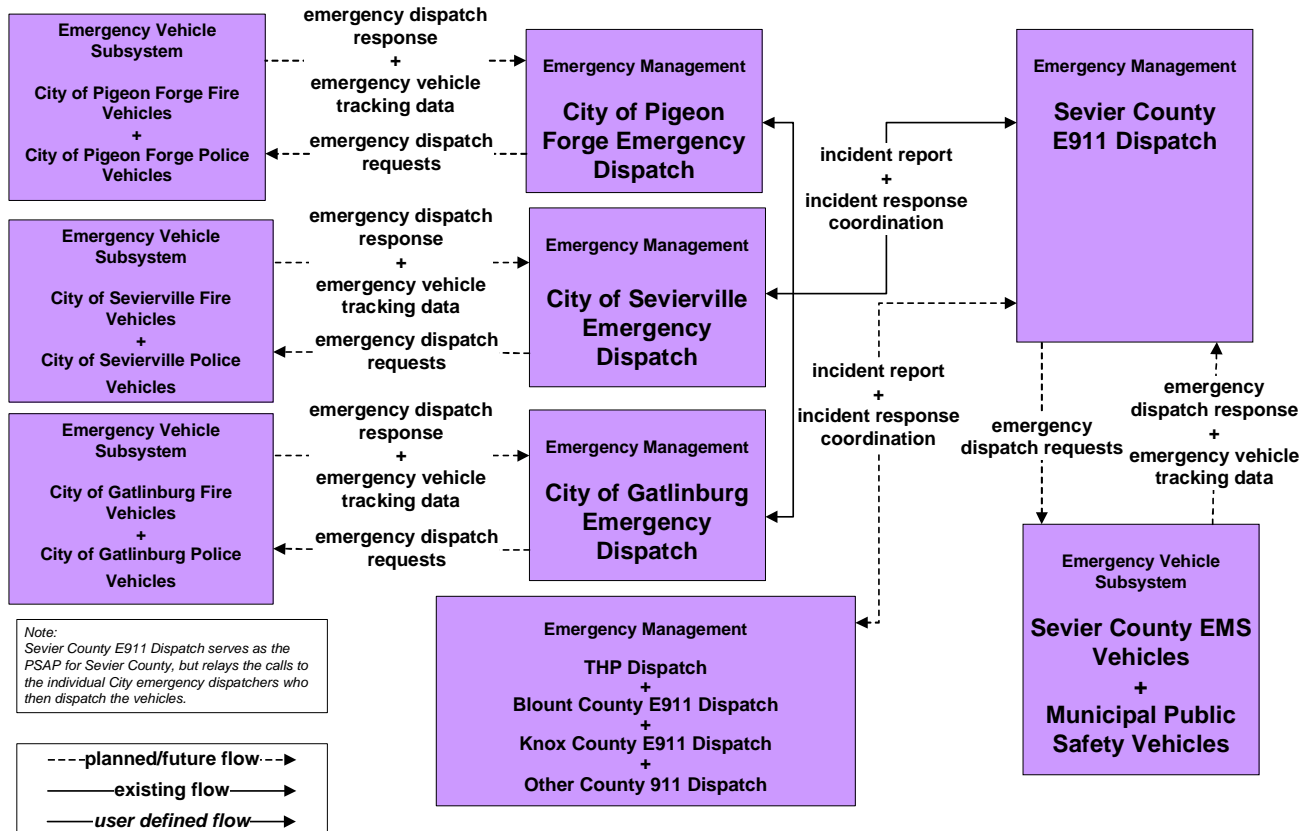 Emergency Vehicle
Subsystem
City of Pigeon Forge Fire
Vehicles
+
City of Pigeon Forge Police
Vehicles
emergency dispatch
response
+
emergency vehicle
tracking data
emergency dispatch
requests
Emergency Management
City of Pigeon
Forge Emergency
Dispatch
Emergency Vehicle
Subsystem
City of Sevierville Fire
Vehicles
+
City of Sevierville Police
Vehicles
emergency dispatch
response
+
emergency vehicle
tracking data
emergency dispatch
requests
Emergency Management
City of Sevierville
Emergency
Dispatch
Emergency Vehicle
Subsystem
City of Gatlinburg Fire
Vehicles
+
City of Gatlinburg Police
Vehicles
emergency dispatch
response
+
emergency vehicle
tracking data
emergency dispatch
requests
Emergency Management
City of Gatlinburg
Emergency
Dispatch
incident report
+
incident response
coordination
incident report
+
incident response
coordination
Emergency Management
Sevier County
E911 Dispatch
emergency
dispatch requests
emergency
dispatch response
+
emergency vehicle
tracking data
Emergency Vehicle
Subsystem
Sevier County EMS
Vehicles
+
Municipal Public
Safety Vehicles
Emergency Management
THP Dispatch
+
Blount County E911 Dispatch
+
Knox County E911 Dispatch
+
Other County 911 Dispatch
Note:
Sevier County E911 Dispatch serves as the
PSAP for Sevier County, but relays the calls to
the individual City emergency dispatchers who
then dispatch the vehicles.
planned/future flow
existing flow
user defined flow